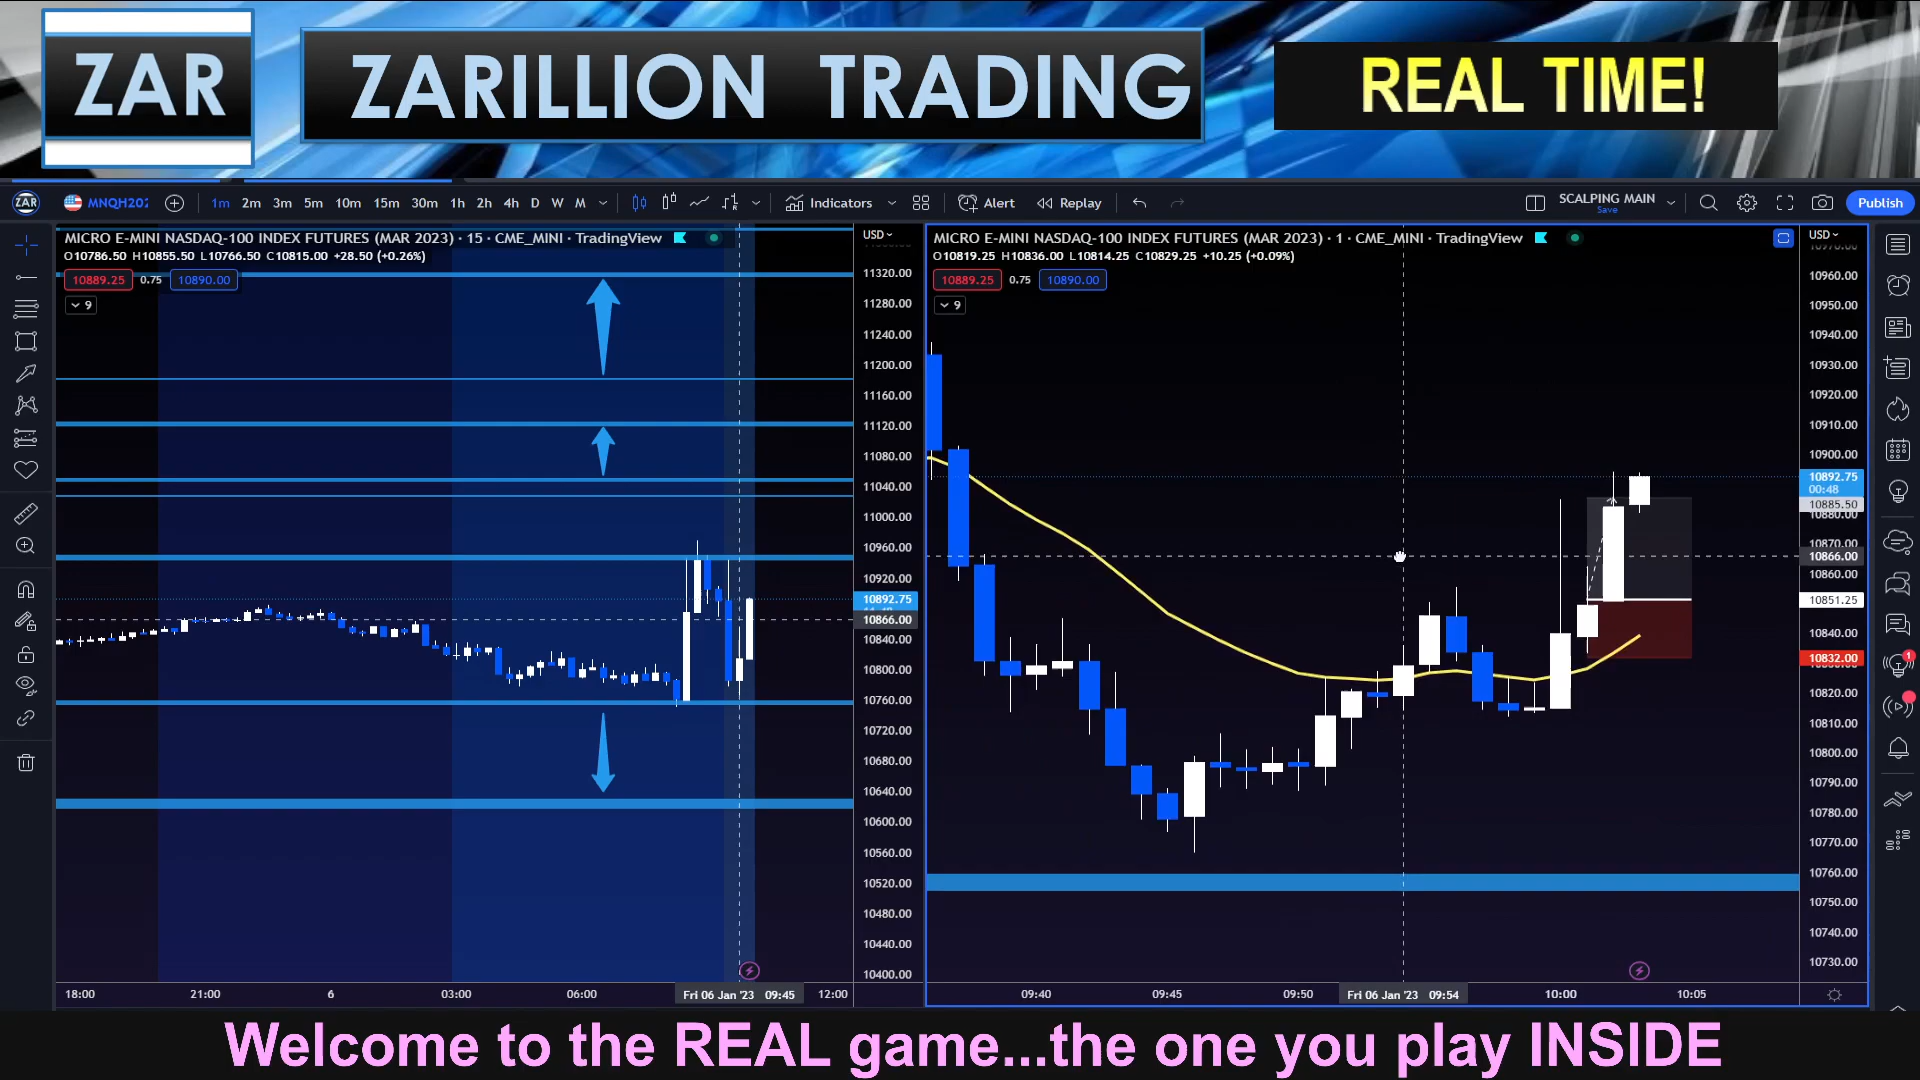 ZAR
ZARILLION TRADING
REAL TIME!
ZAR
MNQH202
1m 2m 3m 5m 10m 15m 30m 1h 2h 4h D W M
Indicators
Alert
Replay
SCALPING MAIN
Save
Publish
MICRO E-MINI NASDAQ-100 INDEX FUTURES (MAR 2023) · 15 · CME_MINI · TradingView
USD
O10786.50 H10855.50 L10766.50 C10815.00 +28.50 (+0.26%)
10889.25 0.75 10890.00
9
11320.00
11280.00
11240.00
11200.00
11160.00
11120.00
11080.00
11040.00
11000.00
10960.00
10920.00
10892.75
10866.00
10840.00
10800.00
10760.00
10720.00
10680.00
10640.00
10600.00
10560.00
10520.00
10480.00
10440.00
10400.00
18:00 21:00 6 03:00 06:00 Fri 06 Jan '23 09:45 12:00
MICRO E-MINI NASDAQ-100 INDEX FUTURES (MAR 2023) · 1 · CME_MINI · TradingView
USD
O10819.25 H10836.00 L10814.25 C10829.25 +10.25 (+0.09%)
10889.25 0.75 10890.00
9
10960.00
10950.00
10940.00
10930.00
10920.00
10910.00
10900.00
10892.75
00:48
10885.50
10880.00
10870.00
10866.00
10860.00
10851.25
10840.00
10832.00
10820.00
10810.00
10800.00
10790.00
10780.00
10770.00
10760.00
10750.00
10740.00
10730.00
09:40 09:45 09:50 Fri 06 Jan '23 09:54 10:00 10:05
1
Welcome to the REAL game...the one you play INSIDE